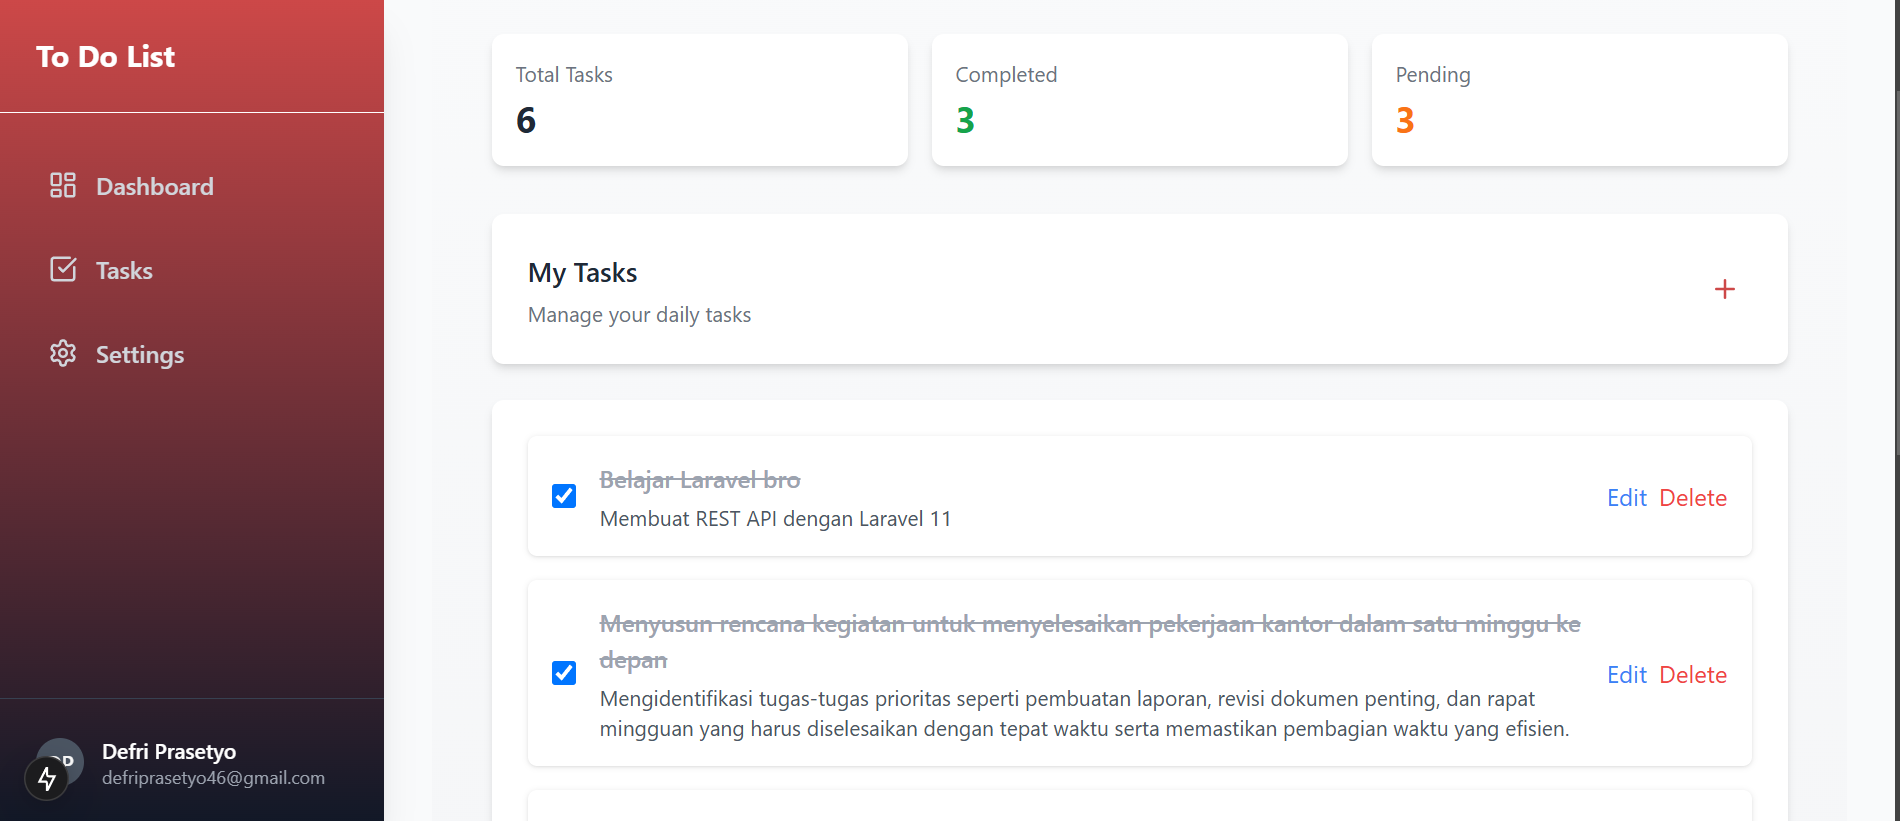 To Do List
Dashboard
Tasks
Settings
Defri Prasetyo
defriprasetyo46@gmail.com
Total Tasks
6
Completed
3
Pending
3
My Tasks
Manage your daily tasks
Belajar Laravel bro
Membuat REST API dengan Laravel 11
Edit Delete
Menyusun rencana kegiatan untuk menyelesaikan pekerjaan kantor dalam satu minggu ke
depan
Mengidentifikasi tugas-tugas prioritas seperti pembuatan laporan, revisi dokumen penting, dan rapat
mingguan yang harus diselesaikan dengan tepat waktu serta memastikan pembagian waktu yang efisien.
Edit Delete